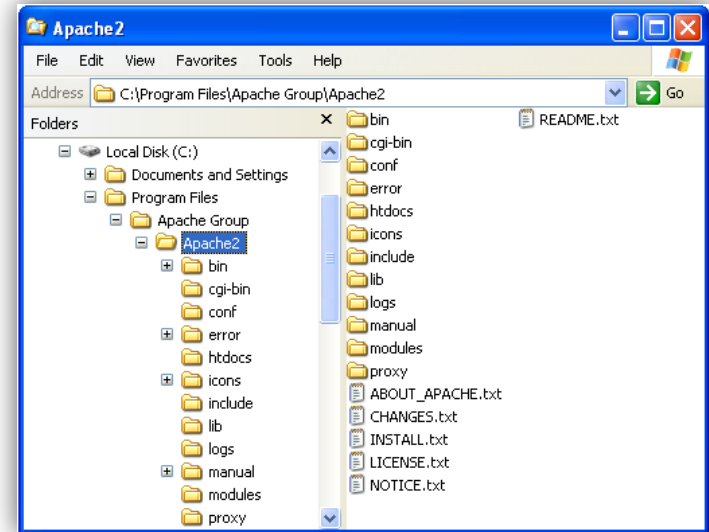 Apache2
File Edit View Favorites Tools Help
Address C:\Program Files\Apache Group\Apache2 Go
Folders
Local Disk (C:)
Documents and Settings
Program Files
Apache Group
Apache2
bin
cgi-bin
conf
error
htdocs
icons
include
lib
logs
manual
modules
proxy
bin
cgi-bin
conf
error
htdocs
icons
include
lib
logs
manual
modules
proxy
ABOUT_APACHE.txt
CHANGES.txt
INSTALL.txt
LICENSE.txt
NOTICE.txt
README.txt